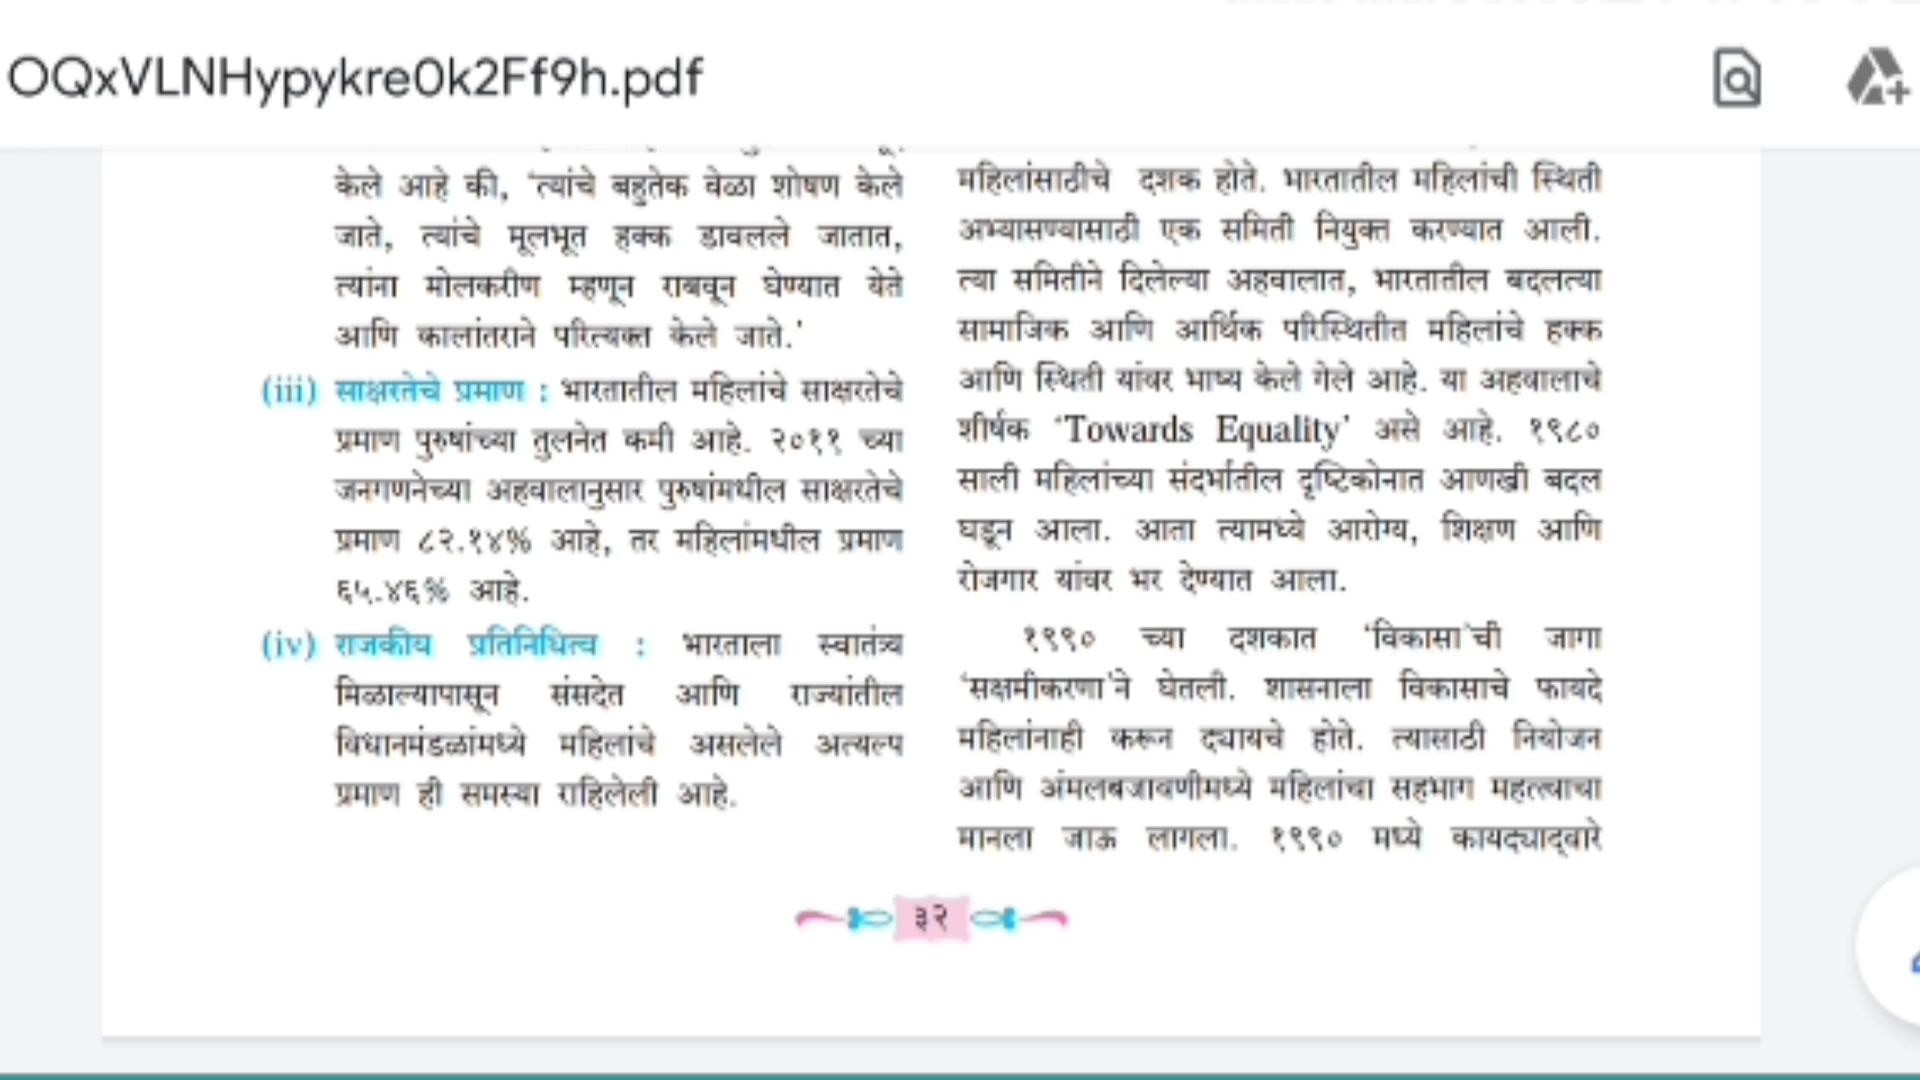 OQxVLNHypykre0k2Ff9h.pdf
केले आहे की, ‘त्यांचे बहुतेक वेळा शोषण केले
जाते, त्यांचे मूलभूत हक्क डावलले जातात,
त्यांना मोलकरीण म्हणून राबवून घेण्यात येते
आणि कालांतराने परित्यक्त केले जाते.’
(iii) साक्षरतेचे प्रमाण : भारतातील महिलांचे साक्षरतेचे
प्रमाण पुरुषांच्या तुलनेत कमी आहे. २०११ च्या
जनगणनेच्या अहवालानुसार पुरुषांमधील साक्षरतेचे
प्रमाण ८२.१४% आहे, तर महिलांमधील प्रमाण
६५.४६% आहे.
(iv) राजकीय प्रतिनिधित्व : भारताला स्वातंत्र्य
मिळाल्यापासून संसदेत आणि राज्यांतील
विधानमंडळांमध्ये महिलांचे असलेले अत्यल्प
प्रमाण ही समस्या राहिलेली आहे.
महिलांसाठीचे दशक होते. भारतातील महिलांची स्थिती
अभ्यासण्यासाठी एक समिती नियुक्त करण्यात आली.
त्या समितीने दिलेल्या अहवालात, भारतातील बदलत्या
सामाजिक आणि आर्थिक परिस्थितीत महिलांचे हक्क
आणि स्थिती यांवर भाष्य केले गेले आहे. या अहवालाचे
शीर्षक ‘Towards Equality’ असे आहे. १९८०
साली महिलांच्या संदर्भातील दृष्टिकोनात आणखी बदल
घडून आला. आता त्यामध्ये आरोग्य, शिक्षण आणि
रोजगार यांवर भर देण्यात आला.
१९९० च्या दशकात ‘विकासा’ची जागा
‘सक्षमीकरणा’ने घेतली. शासनाला विकासाचे फायदे
महिलांनाही करून द्यायचे होते. त्यासाठी नियोजन
आणि अंमलबजावणीमध्ये महिलांचा सहभाग महत्त्वाचा
मानला जाऊ लागला. १९९० मध्ये कायद्याद्वारे
३२